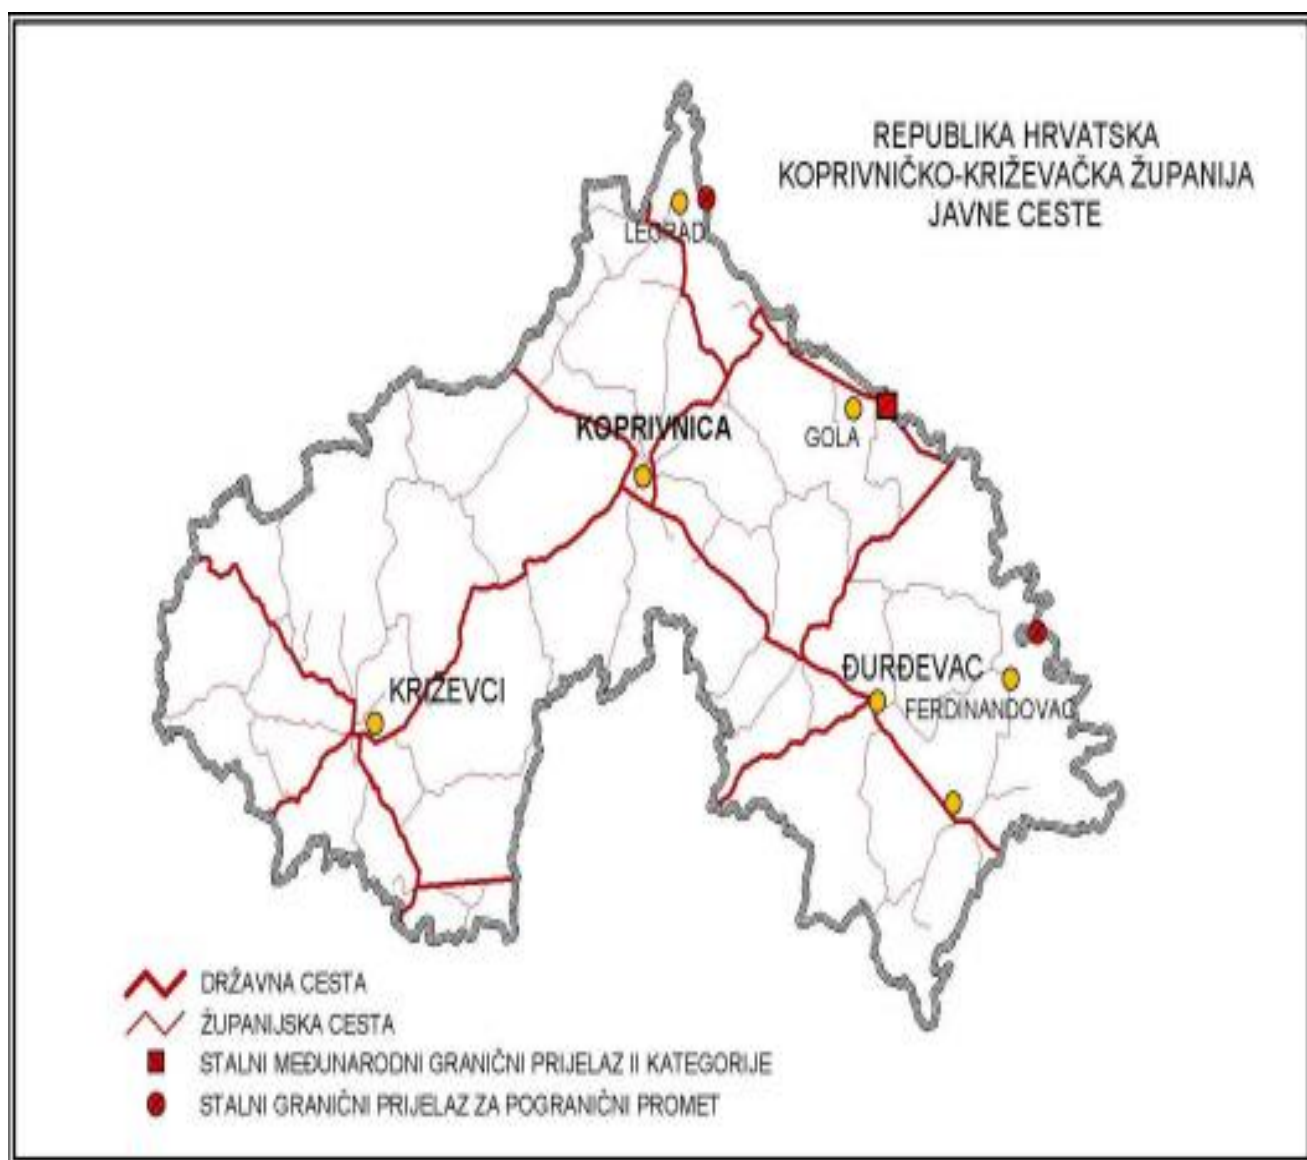 REPUBLIKA HRVATSKA
KOPRIVNIČKO-KRIŽEVAČKA ŽUPANIJA
JAVNE CESTE
LEGRAD
KOPRIVNICA
GOLA
KRIŽEVCI
ĐURĐEVAC
FERDINANDOVAC
DRŽAVNA CESTA
ŽUPANIJSKA CESTA
STALNI MEĐUNARODNI GRANIČNI PRIJELAZ II KATEGORIJE
STALNI GRANIČNI PRIJELAZ ZA POGRANIČNI PROMET